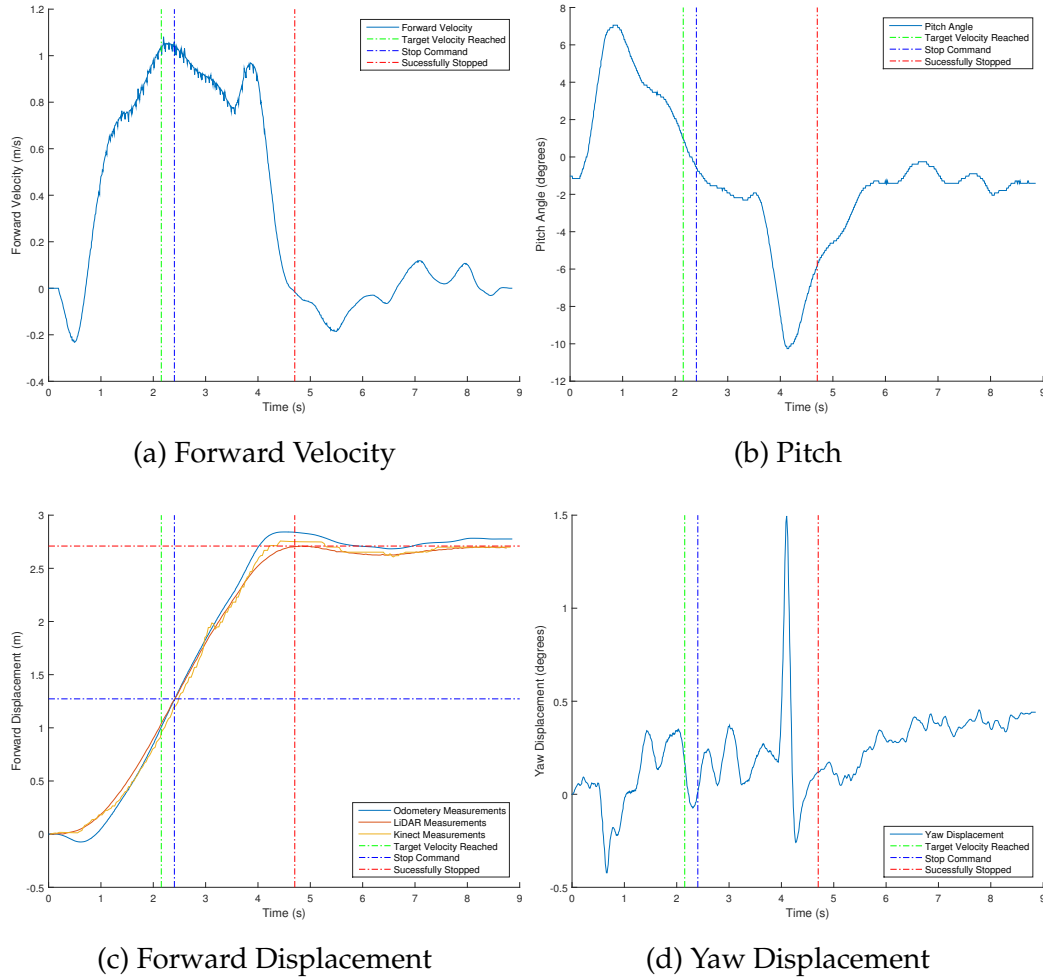 1.2
1
0.8
0.6
0.4
0.2
0
-0.2
-0.4
0 1 2 3 4 5 6 7 8 9
Forward Velocity (m/s)
Time (s)
Forward Velocity
Target Velocity Reached
Stop Command
Sucessfully Stopped
(a) Forward Velocity
8
6
4
2
0
-2
-4
-6
-8
-10
-12
0 1 2 3 4 5 6 7 8 9
Pitch Angle (degrees)
Time (s)
Pitch Angle
Target Velocity Reached
Stop Command
Sucessfully Stopped
(b) Pitch
3
2.5
2
1.5
1
0.5
0
-0.5
0 1 2 3 4 5 6 7 8 9
Forward Displacement (m)
Time (s)
Odometery Measurements
LiDAR Measurements
Kinect Measurements
Target Velocity Reached
Stop Command
Sucessfully Stopped
(c) Forward Displacement
1.5
1
0.5
0
-0.5
0 1 2 3 4 5 6 7 8 9
Yaw Displacement (degrees)
Time (s)
Yaw Displacement
Target Velocity Reached
Stop Command
Sucessfully Stopped
(d) Yaw Displacement